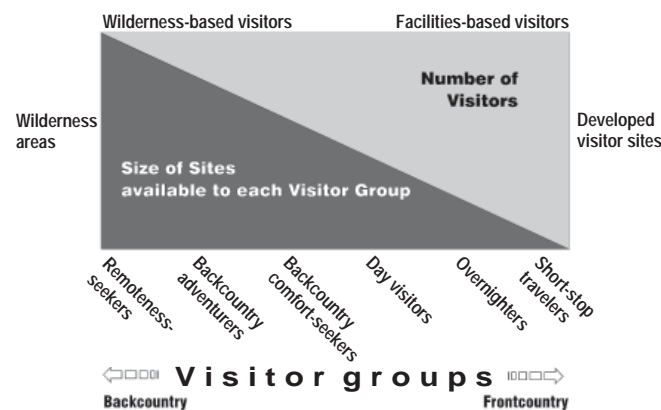 Wilderness-based visitors
Facilities-based visitors
Number of
Visitors
Wilderness
areas
Developed
visitor sites
Size of Sites
available to each Visitor Group
Remoteness-
seekers
Backcountry
adventurers
Backcountry
comfort-seekers
Day visitors
Overnighters
Short-stop
travelers
Visitor groups
Backcountry
Frontcountry